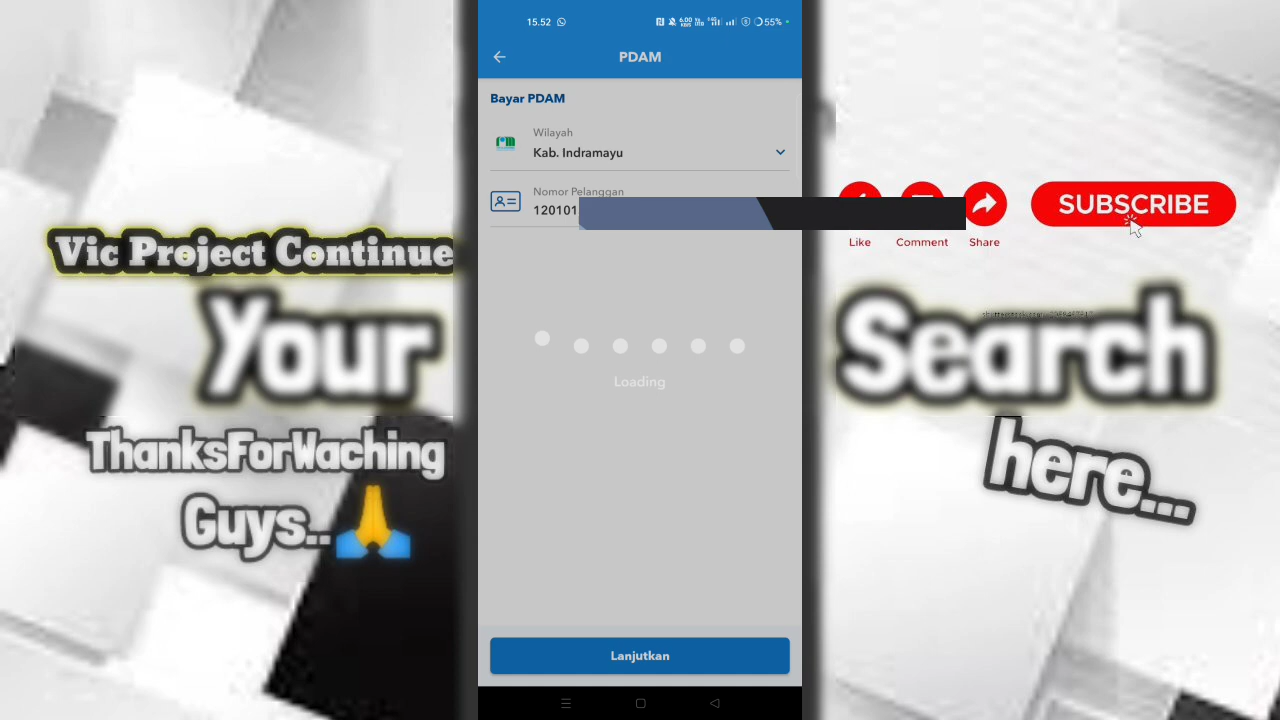 15.52
55%
PDAM
Bayar PDAM
Wilayah
Kab. Indramayu
Nomor Pelanggan
120101
Loading
Lanjutkan
Vic Project Continue
Your
ThanksForWaching
Guys..🙏
SUBSCRIBE
Like Comment Share
Search
here...